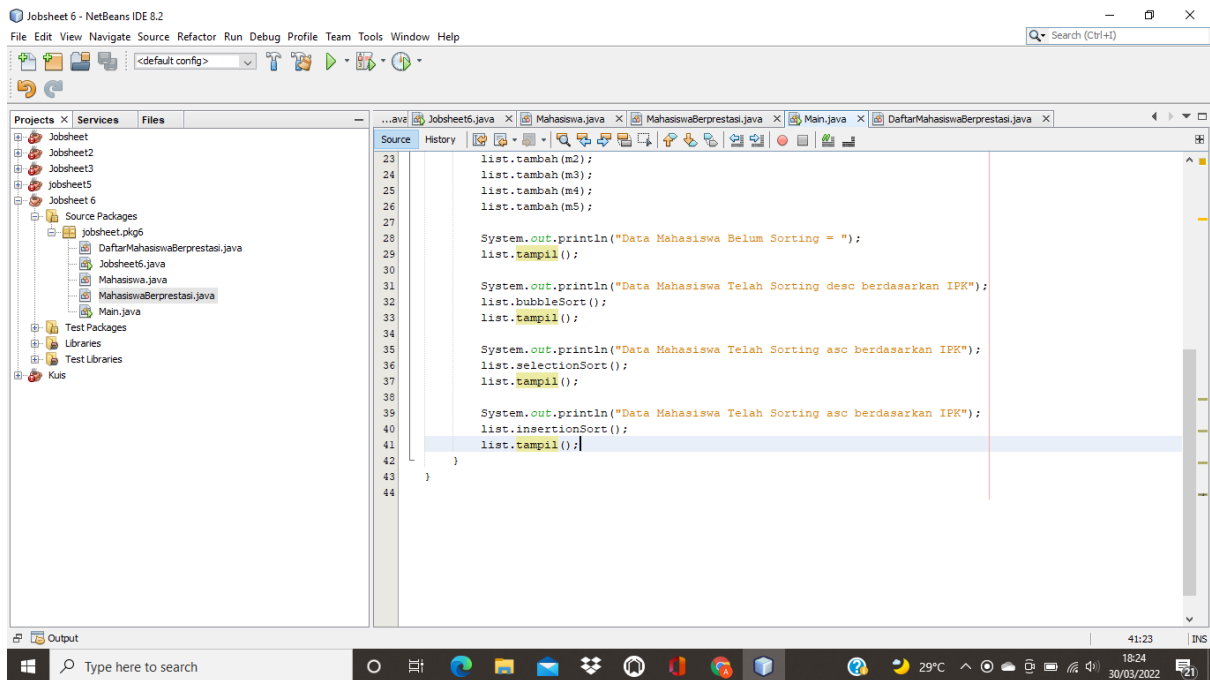 Jobsheet 6 - NetBeans IDE 8.2
File Edit View Navigate Source Refactor Run Debug Profile Team Tools Window Help
Search (Ctrl+I)
<default config>
Projects Services Files
Jobsheet
Jobsheet2
Jobsheet3
jobsheet5
Jobsheet 6
Source Packages
jobsheet.pkg6
DaftarMahasiswaBerprestasi.java
Jobsheet6.java
Mahasiswa.java
MahasiswaBerprestasi.java
Main.java
Test Packages
Libraries
Test Libraries
Kuis
...ava Jobsheet6.java Mahasiswa.java MahasiswaBerprestasi.java Main.java DaftarMahasiswaBerprestasi.java
Source History
23 list.tambah(m2);
24 list.tambah(m3);
25 list.tambah(m4);
26 list.tambah(m5);
27
28 System.out.println("Data Mahasiswa Belum Sorting = ");
29 list.tampil();
30
31 System.out.println("Data Mahasiswa Telah Sorting desc berdasarkan IPK");
32 list.bubbleSort();
33 list.tampil();
34
35 System.out.println("Data Mahasiswa Telah Sorting asc berdasarkan IPK");
36 list.selectionSort();
37 list.tampil();
38
39 System.out.println("Data Mahasiswa Telah Sorting asc berdasarkan IPK");
40 list.insertionSort();
41 list.tampil();
42 }
43 }
44
Output
41:23 INS
Type here to search
29°C
18:24
30/03/2022
21